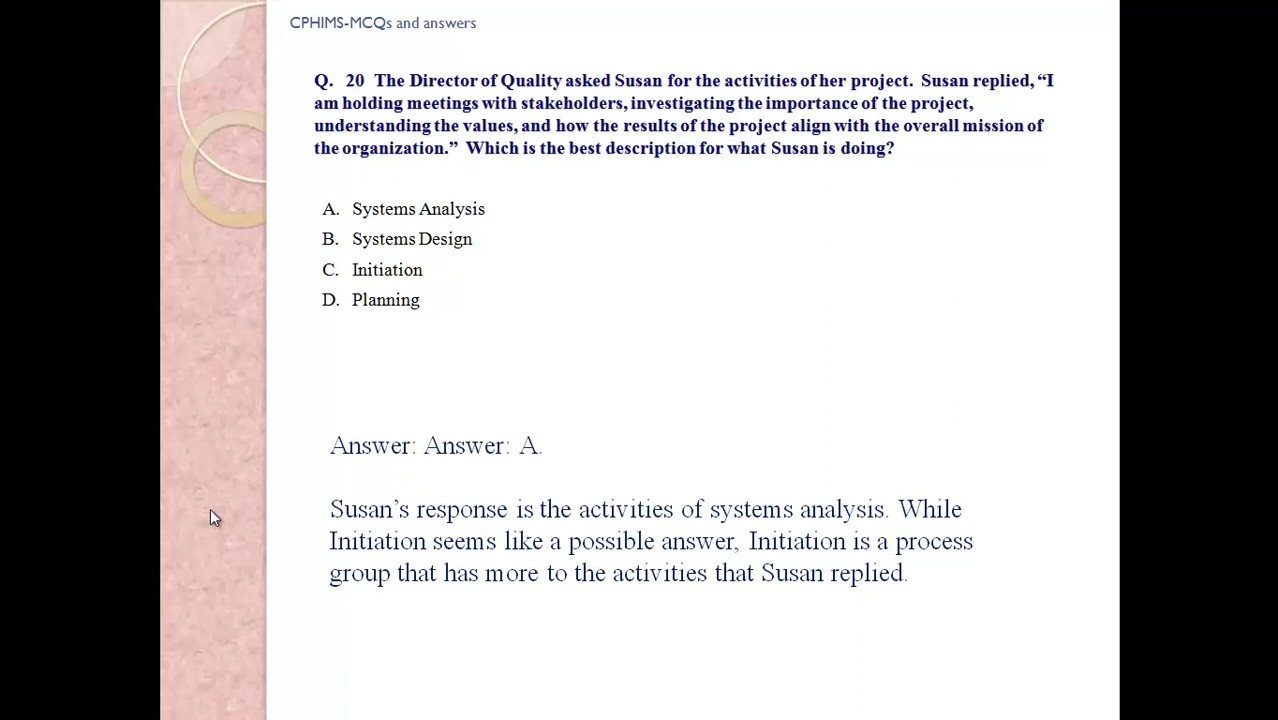 CPHIMS-MCQs and answers
Q. 20 The Director of Quality asked Susan for the activities of her project. Susan replied, “I
am holding meetings with stakeholders, investigating the importance of the project,
understanding the values, and how the results of the project align with the overall mission of
the organization.” Which is the best description for what Susan is doing?
A. Systems Analysis
B. Systems Design
C. Initiation
D. Planning
Answer: Answer: A.
Susan’s response is the activities of systems analysis. While
Initiation seems like a possible answer, Initiation is a process
group that has more to the activities that Susan replied.